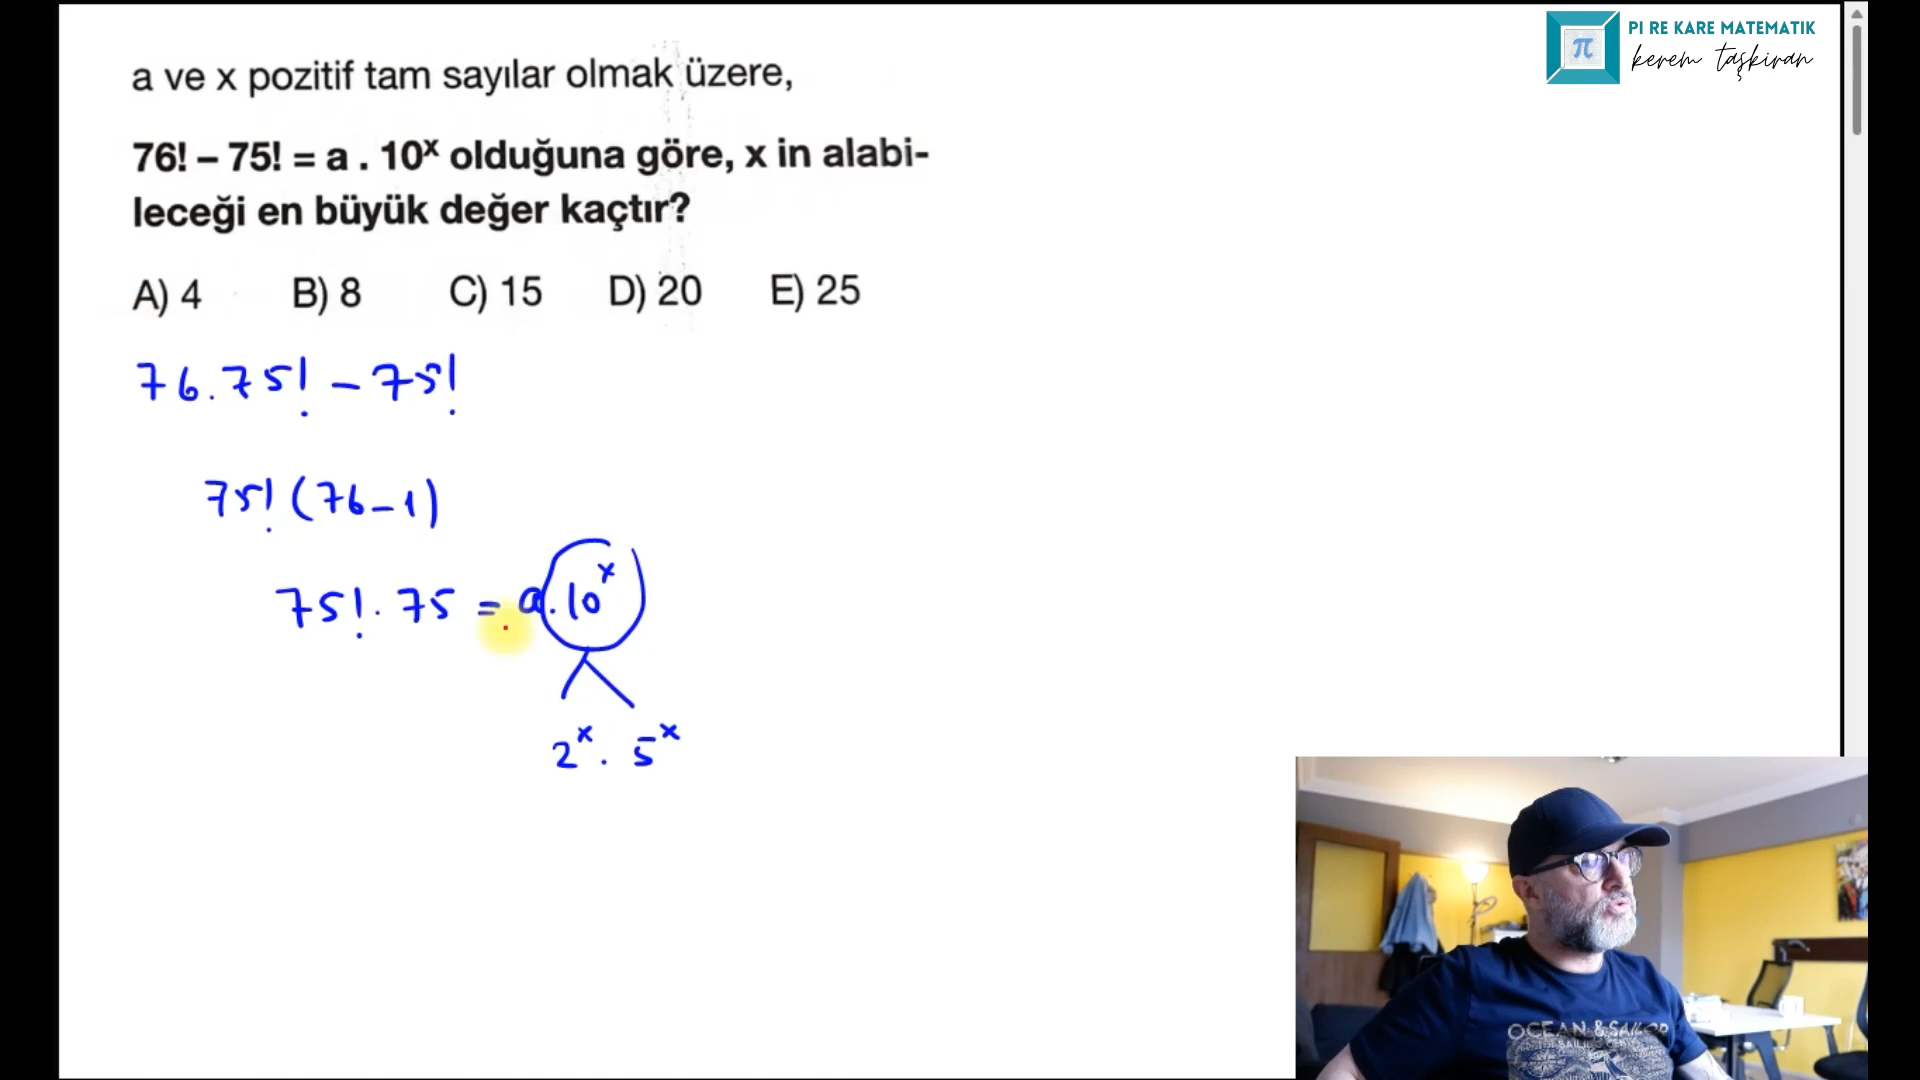 PI RE KARE MATEMATIK
kerem taşkıran
π
a ve x pozitif tam sayılar olmak üzere,
76! – 75! = a . 10ˣ olduğuna göre, x in alabi-
leceği en büyük değer kaçtır?
A) 4 B) 8 C) 15 D) 20 E) 25
76.75! – 75!
75! (76 – 1)
75! . 75 = a . 10ˣ
2ˣ . 5ˣ
OCEAN & SAILOR